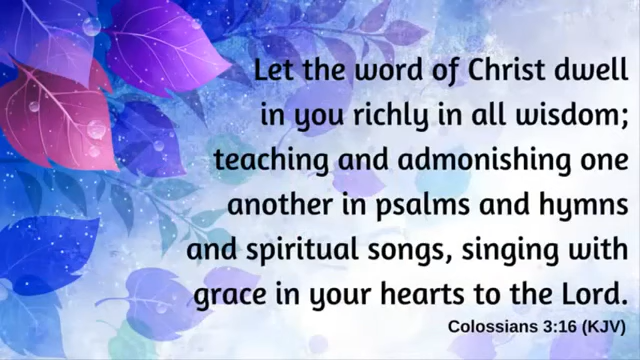 Let the word of Christ dwell
in you richly in all wisdom;
teaching and admonishing one
another in psalms and hymns
and spiritual songs, singing with
grace in your hearts to the Lord.
Colossians 3:16 (KJV)